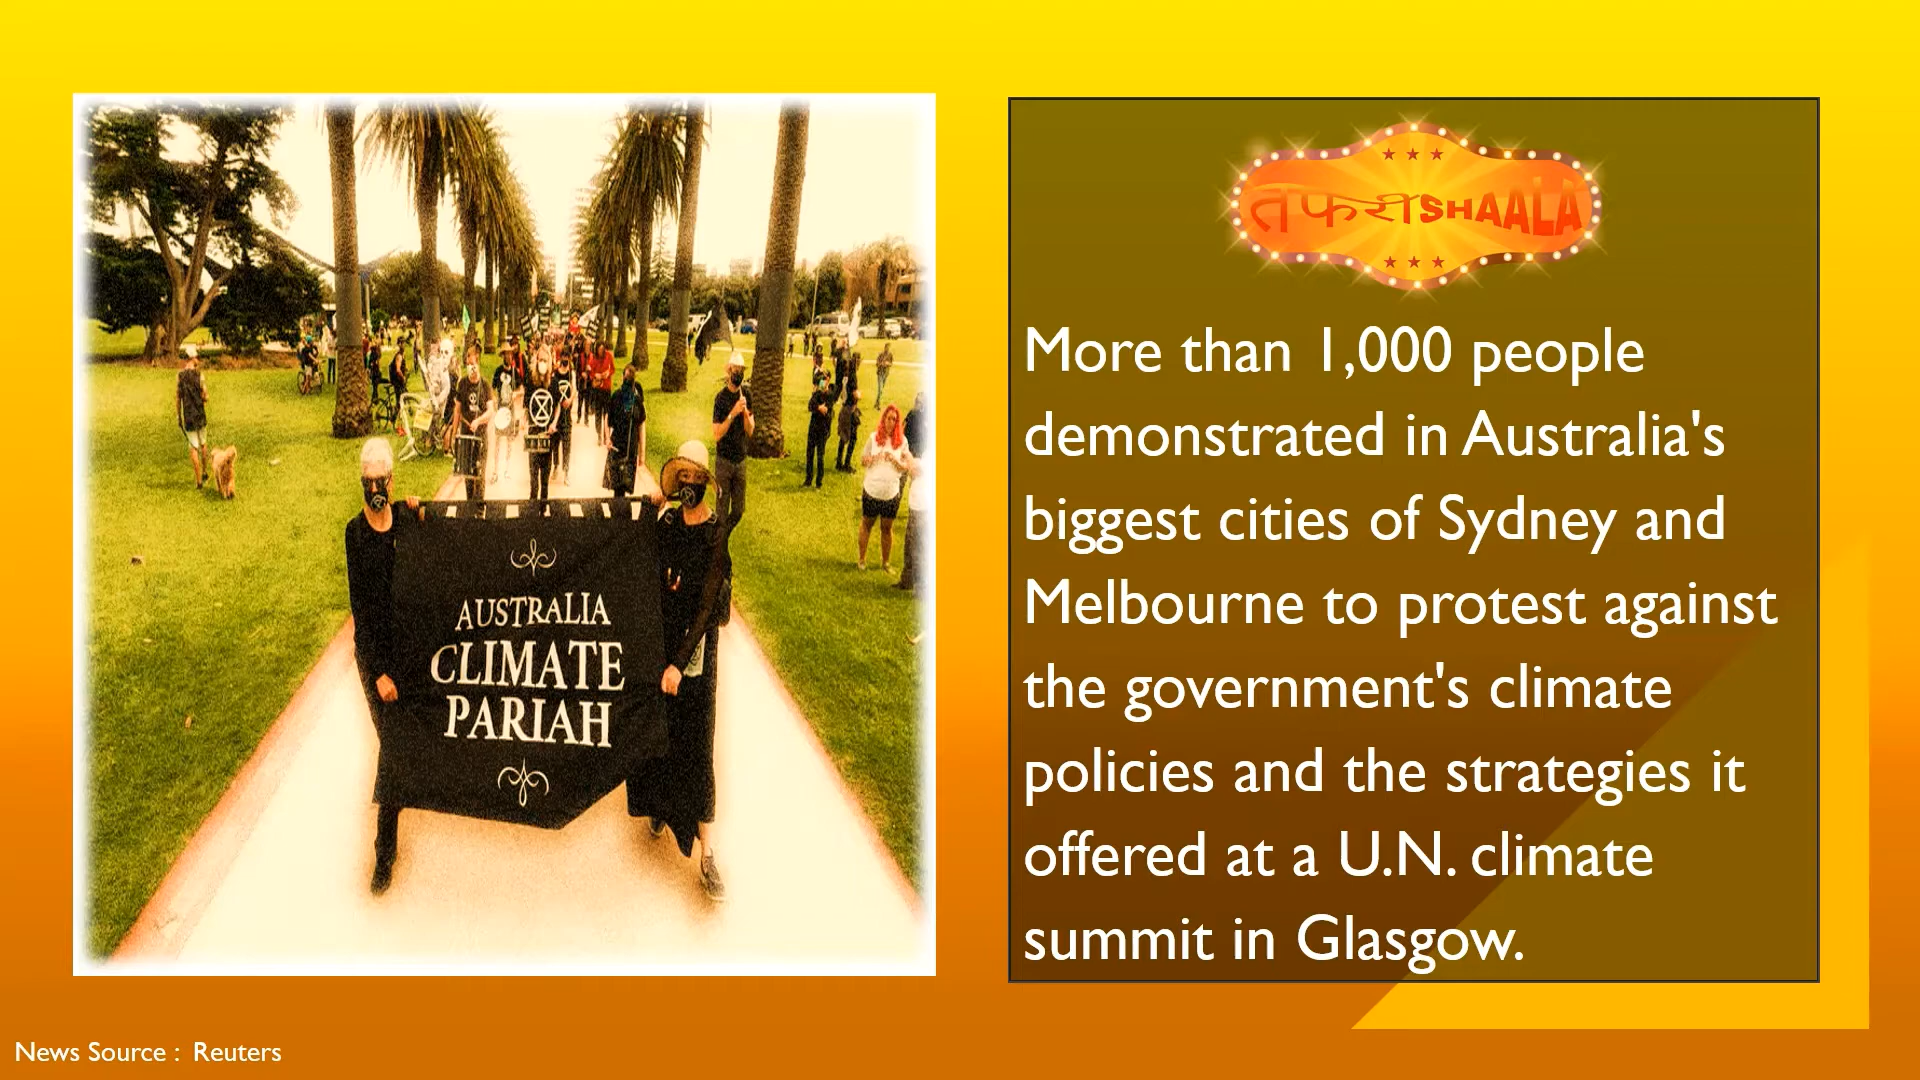 AUSTRALIA
CLIMATE
PARIAH
तफरीSHAALA
More than 1,000 people
demonstrated in Australia's
biggest cities of Sydney and
Melbourne to protest against
the government's climate
policies and the strategies it
offered at a U.N. climate
summit in Glasgow.
News Source : Reuters